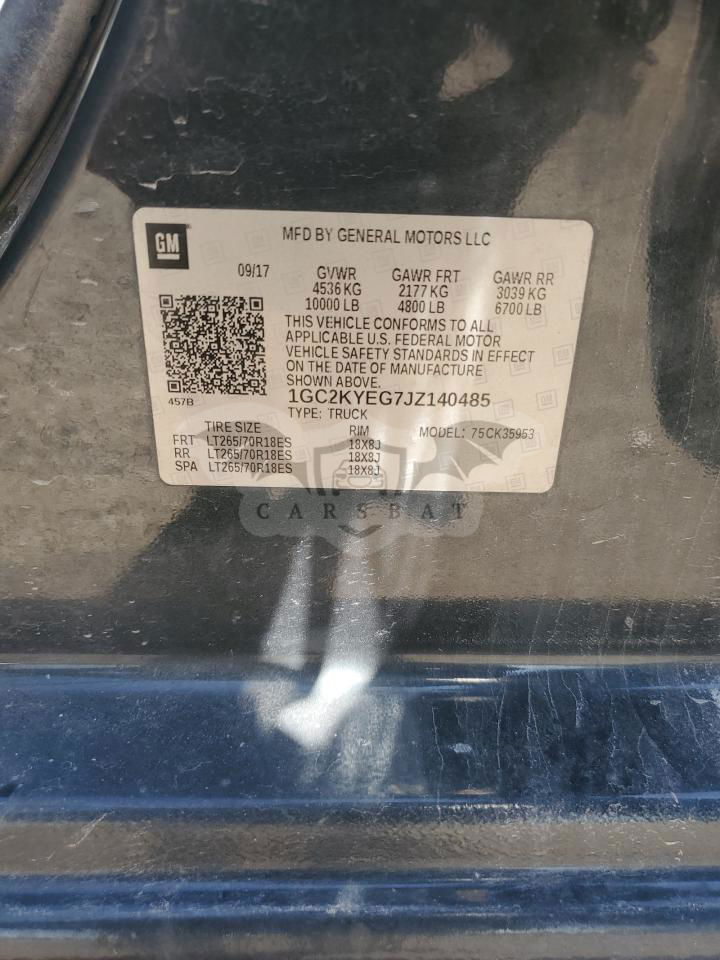 GM
MFD BY GENERAL MOTORS LLC
09/17 GVWR GAWR FRT GAWR RR
4536 KG 2177 KG 3039 KG
10000 LB 4800 LB 6700 LB
THIS VEHICLE CONFORMS TO ALL
APPLICABLE U.S. FEDERAL MOTOR
VEHICLE SAFETY STANDARDS IN EFFECT
ON THE DATE OF MANUFACTURE
SHOWN ABOVE.
457B 1GC2KYEG7JZ140485
TYPE: TRUCK
TIRE SIZE RIM MODEL: 75CK35953
FRT LT265/70R18ES 18X8J
RR LT265/70R18ES 18X8J
SPA LT265/70R18ES 18X8J
CARSBAT